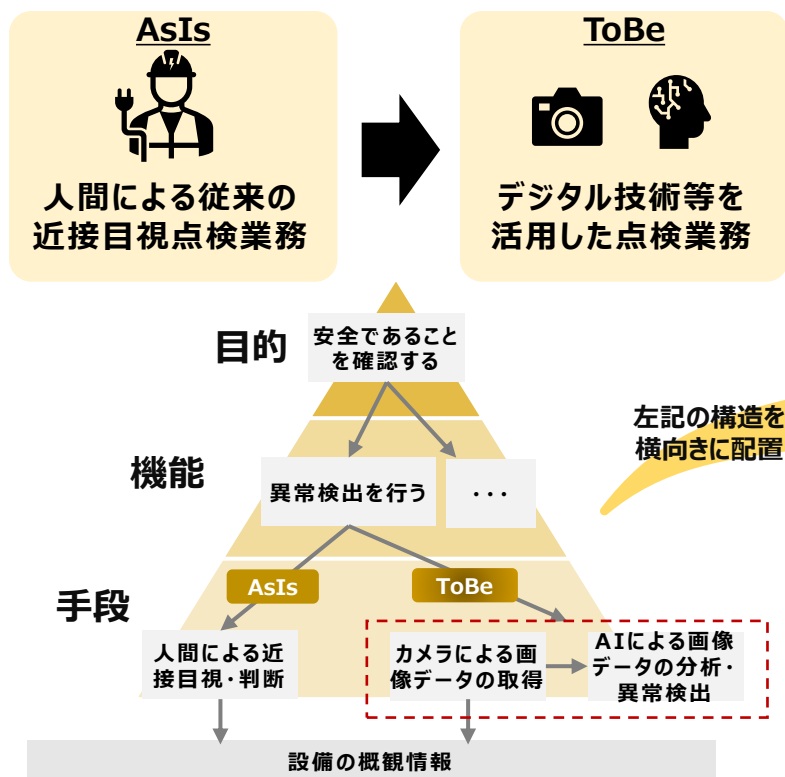 AsIs
人間による従来の
近接目視点検業務
ToBe
デジタル技術等を
活用した点検業務
目的
安全であること
を確認する
機能
異常検出を行う
・・・
左記の構造を
横向きに配置
手段
AsIs
ToBe
人間による近
接目視・判断
カメラによる画
像データの取得
AIによる画像
データの分析・
異常検出
設備の概観情報